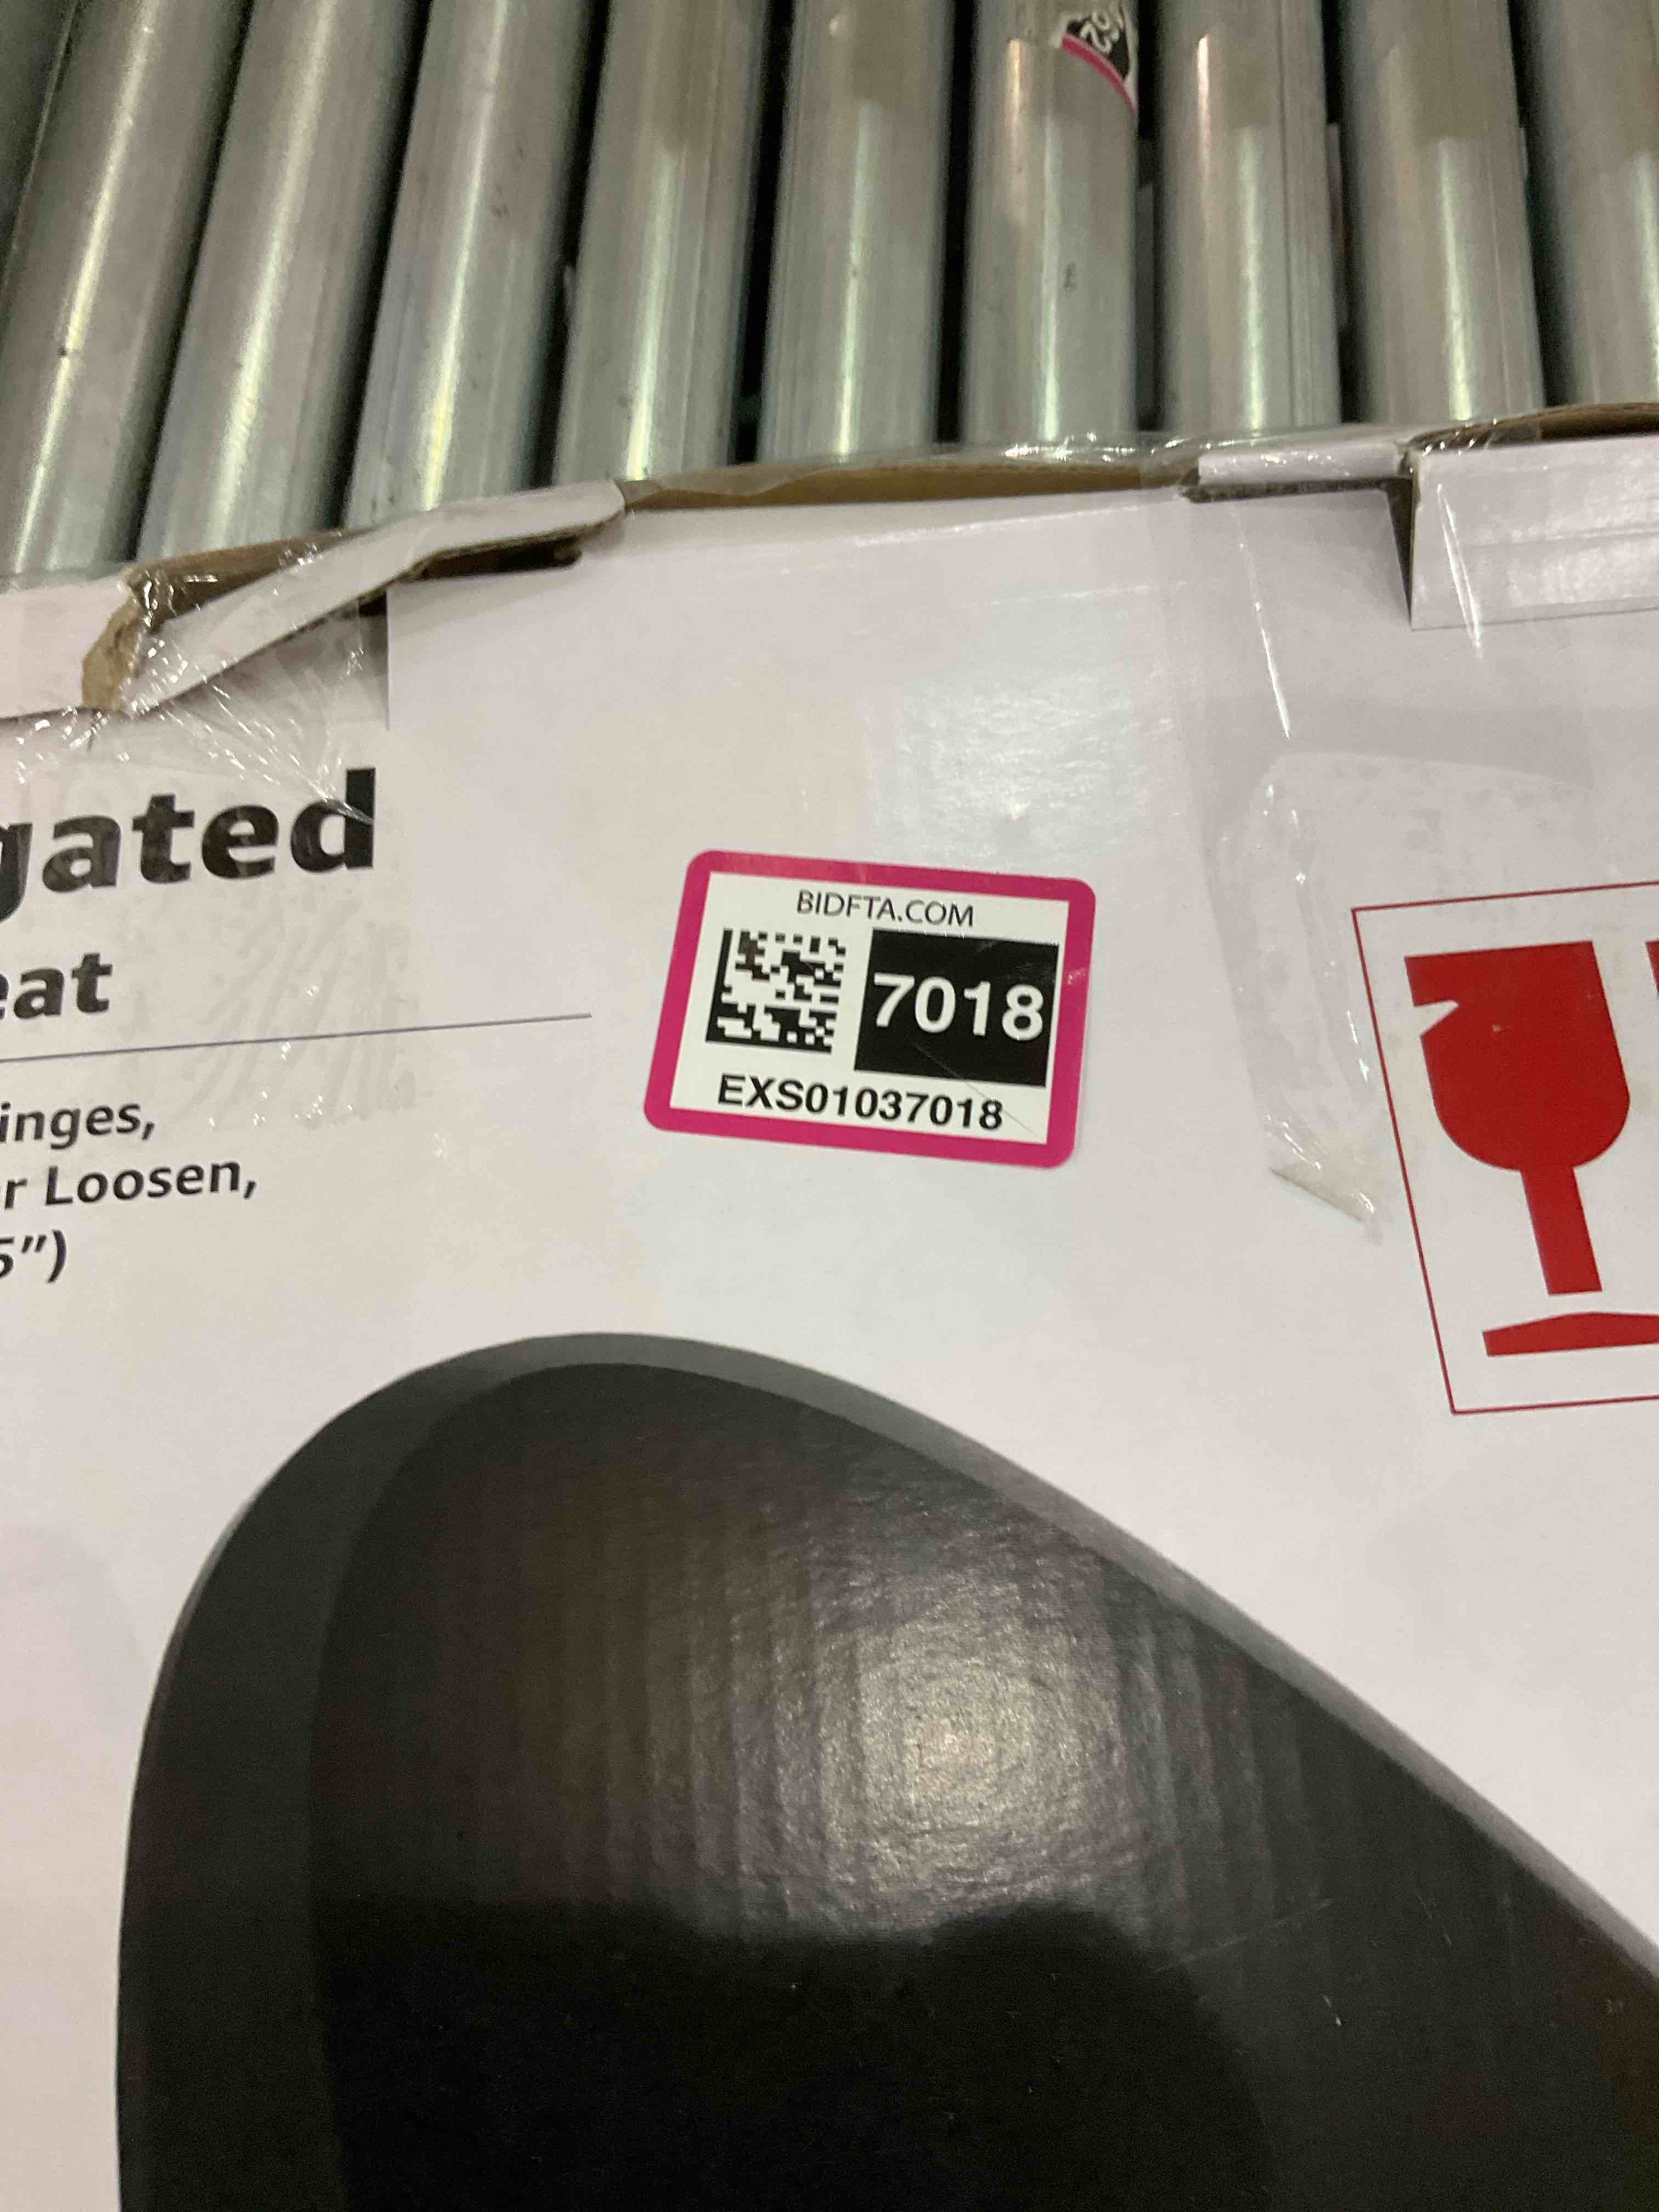 gated
eat
inges,
r Loosen,
5")
BIDFTA.COM
7018
EXS01037018